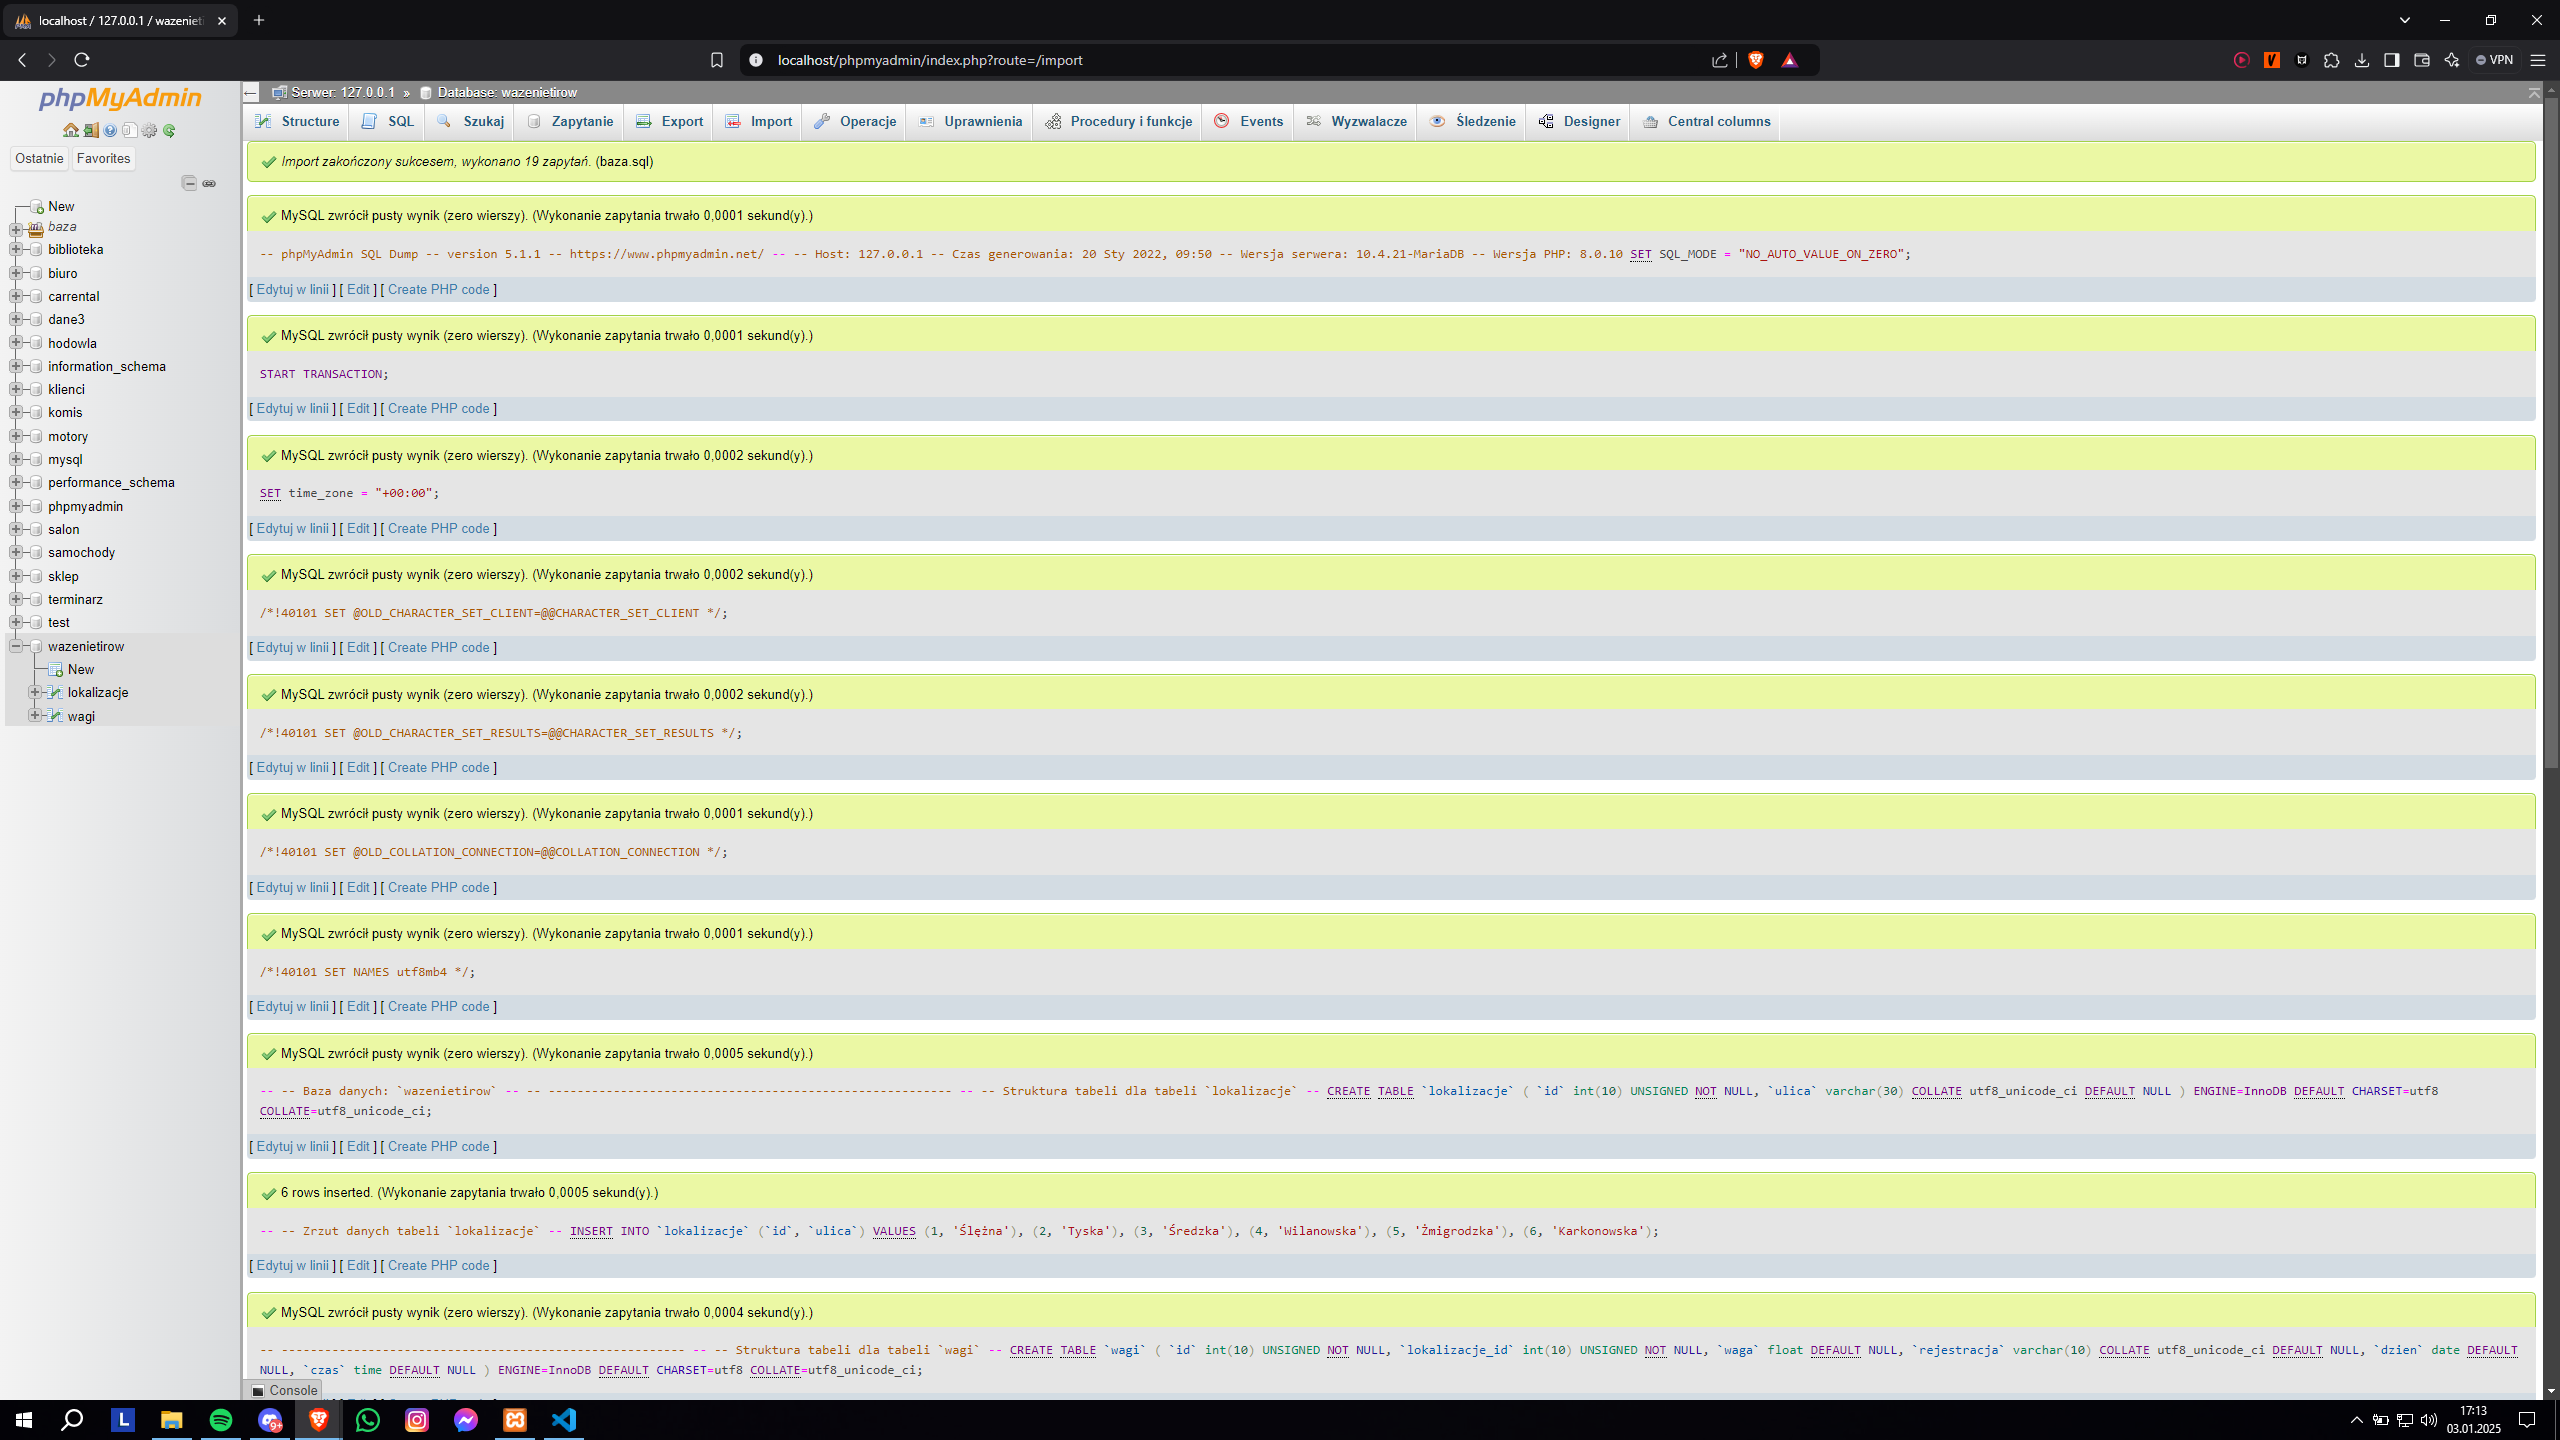 localhost / 127.0.0.1 / wazenieti
localhost/phpmyadmin/index.php?route=/import
VPN
phpMyAdmin
Ostatnie
Favorites
New
baza
biblioteka
biuro
carrental
dane3
hodowla
information_schema
klienci
komis
motory
mysql
performance_schema
phpmyadmin
salon
samochody
sklep
terminarz
test
wazenietirow
New
lokalizacje
wagi
Serwer: 127.0.0.1 » Database: wazenietirow
Structure SQL Szukaj Zapytanie Export Import Operacje Uprawnienia Procedury i funkcje Events Wyzwalacze Śledzenie Designer Central columns
Import zakończony sukcesem, wykonano 19 zapytań. (baza.sql)
MySQL zwrócił pusty wynik (zero wierszy). (Wykonanie zapytania trwało 0,0001 sekund(y).)
-- phpMyAdmin SQL Dump -- version 5.1.1 -- https://www.phpmyadmin.net/ -- -- Host: 127.0.0.1 -- Czas generowania: 20 Sty 2022, 09:50 -- Wersja serwera: 10.4.21-MariaDB -- Wersja PHP: 8.0.10 SET SQL_MODE = "NO_AUTO_VALUE_ON_ZERO";
[ Edytuj w linii ] [ Edit ] [ Create PHP code ]
MySQL zwrócił pusty wynik (zero wierszy). (Wykonanie zapytania trwało 0,0001 sekund(y).)
START TRANSACTION;
[ Edytuj w linii ] [ Edit ] [ Create PHP code ]
MySQL zwrócił pusty wynik (zero wierszy). (Wykonanie zapytania trwało 0,0002 sekund(y).)
SET time_zone = "+00:00";
[ Edytuj w linii ] [ Edit ] [ Create PHP code ]
MySQL zwrócił pusty wynik (zero wierszy). (Wykonanie zapytania trwało 0,0002 sekund(y).)
/*!40101 SET @OLD_CHARACTER_SET_CLIENT=@@CHARACTER_SET_CLIENT */;
[ Edytuj w linii ] [ Edit ] [ Create PHP code ]
MySQL zwrócił pusty wynik (zero wierszy). (Wykonanie zapytania trwało 0,0002 sekund(y).)
/*!40101 SET @OLD_CHARACTER_SET_RESULTS=@@CHARACTER_SET_RESULTS */;
[ Edytuj w linii ] [ Edit ] [ Create PHP code ]
MySQL zwrócił pusty wynik (zero wierszy). (Wykonanie zapytania trwało 0,0001 sekund(y).)
/*!40101 SET @OLD_COLLATION_CONNECTION=@@COLLATION_CONNECTION */;
[ Edytuj w linii ] [ Edit ] [ Create PHP code ]
MySQL zwrócił pusty wynik (zero wierszy). (Wykonanie zapytania trwało 0,0001 sekund(y).)
/*!40101 SET NAMES utf8mb4 */;
[ Edytuj w linii ] [ Edit ] [ Create PHP code ]
MySQL zwrócił pusty wynik (zero wierszy). (Wykonanie zapytania trwało 0,0005 sekund(y).)
-- -- Baza danych: `wazenietirow` -- -- -------------------------------------------------------- -- -- Struktura tabeli dla tabeli `lokalizacje` -- CREATE TABLE `lokalizacje` ( `id` int(10) UNSIGNED NOT NULL, `ulica` varchar(30) COLLATE utf8_unicode_ci DEFAULT NULL ) ENGINE=InnoDB DEFAULT CHARSET=utf8
COLLATE=utf8_unicode_ci;
[ Edytuj w linii ] [ Edit ] [ Create PHP code ]
6 rows inserted. (Wykonanie zapytania trwało 0,0005 sekund(y).)
-- -- Zrzut danych tabeli `lokalizacje` -- INSERT INTO `lokalizacje` (`id`, `ulica`) VALUES (1, 'Ślężna'), (2, 'Tyska'), (3, 'Średzka'), (4, 'Wilanowska'), (5, 'Żmigrodzka'), (6, 'Karkonowska');
[ Edytuj w linii ] [ Edit ] [ Create PHP code ]
MySQL zwrócił pusty wynik (zero wierszy). (Wykonanie zapytania trwało 0,0004 sekund(y).)
-- -------------------------------------------------------- -- -- Struktura tabeli dla tabeli `wagi` -- CREATE TABLE `wagi` ( `id` int(10) UNSIGNED NOT NULL, `lokalizacje_id` int(10) UNSIGNED NOT NULL, `waga` float DEFAULT NULL, `rejestracja` varchar(10) COLLATE utf8_unicode_ci DEFAULT NULL, `dzien` date DEFAULT
NULL, `czas` time DEFAULT NULL ) ENGINE=InnoDB DEFAULT CHARSET=utf8 COLLATE=utf8_unicode_ci;
Console
L
9+
17:13
03.01.2025